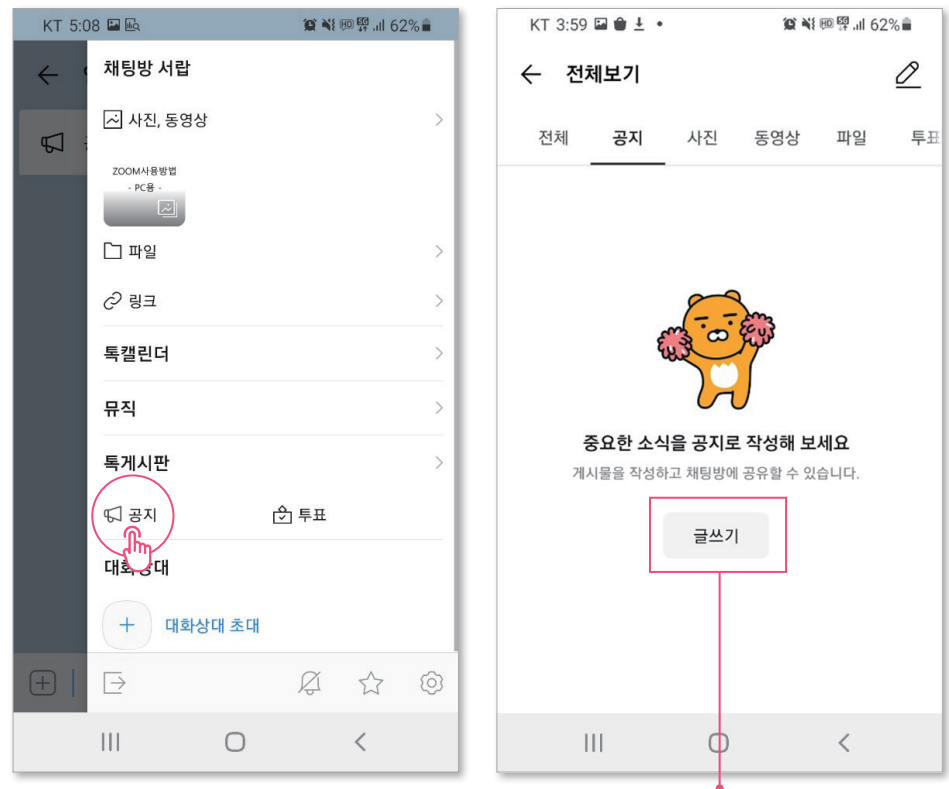 KT 5:08
HD 5G 62%
채팅방 서랍
사진, 동영상
ZOOM사용방법
- PC용 -
파일
링크
톡캘린더
뮤직
톡게시판
공지
투표
대화상대
대화상대 초대
KT 3:59
HD 5G 62%
전체보기
전체 공지 사진 동영상 파일 투표
중요한 소식을 공지로 작성해 보세요
게시물을 작성하고 채팅방에 공유할 수 있습니다.
글쓰기